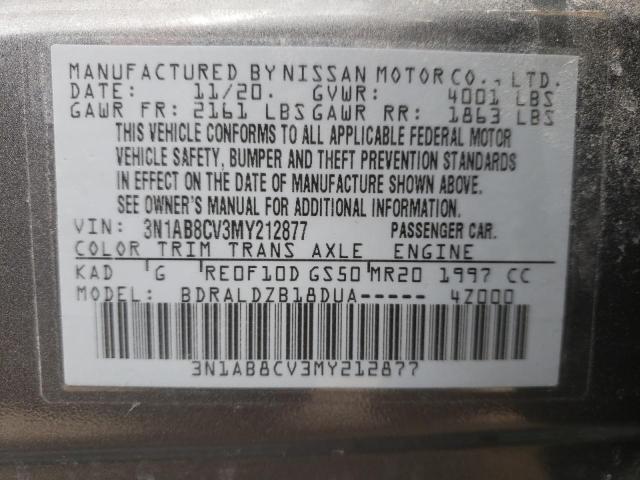 MANUFACTURED BY NISSAN MOTOR CO., LTD.
DATE: 11/20. GVWR: 4001 LBS
GAWR FR: 2161 LBS GAWR RR: 1863 LBS
THIS VEHICLE CONFORMS TO ALL APPLICABLE FEDERAL MOTOR
VEHICLE SAFETY, BUMPER AND THEFT PREVENTION STANDARDS
IN EFFECT ON THE DATE OF MANUFACTURE SHOWN ABOVE.
SEE OWNER'S MANUAL FOR ADDITIONAL INFORMATION.
VIN: 3N1AB8CV3MY212877 PASSENGER CAR.
COLOR TRIM TRANS AXLE ENGINE
KAD G RE0F10D GS50 MR20 1997 CC
MODEL: BDRALDZB18DUA----- 4Z000
3N1AB8CV3MY212877